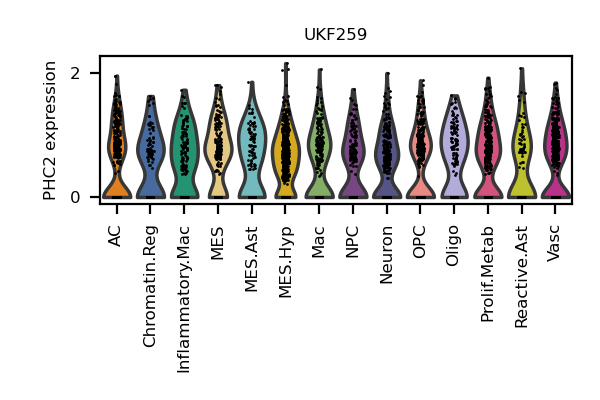 UKF259
PHC2 expression
2
0
AC
Chromatin.Reg
Inflammatory.Mac
MES
MES.Ast
MES.Hyp
Mac
NPC
Neuron
OPC
Oligo
Prolif.Metab
Reactive.Ast
Vasc